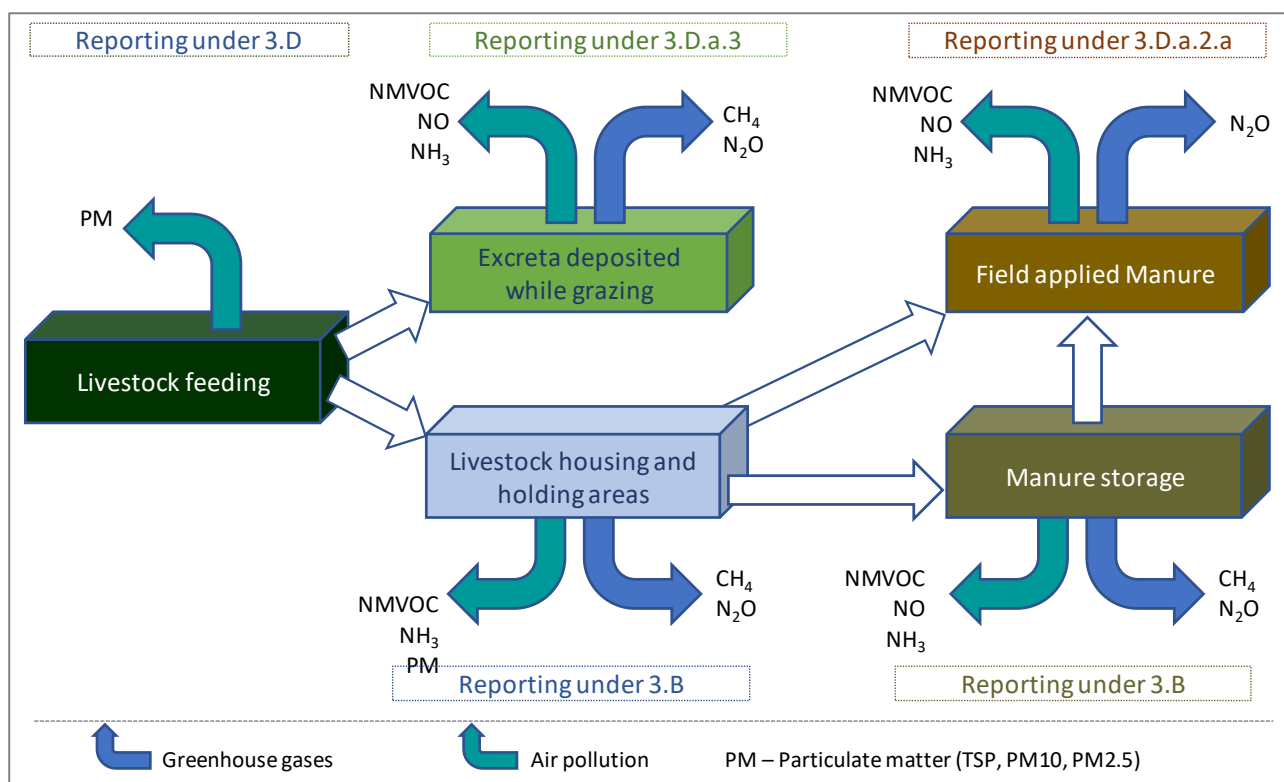 Reporting under 3.D
Reporting under 3.D.a.3
Reporting under 3.D.a.2.a
NMVOC
NO
NH₃
CH₄
N₂O
NMVOC
NO
NH₃
N₂O
PM
Excreta deposited
while grazing
Field applied Manure
Livestock feeding
Livestock housing and
holding areas
Manure storage
NMVOC
NH₃
PM
CH₄
N₂O
NMVOC
NO
NH₃
CH₄
N₂O
Reporting under 3.B
Reporting under 3.B
Greenhouse gases
Air pollution
PM – Particulate matter (TSP, PM10, PM2.5)